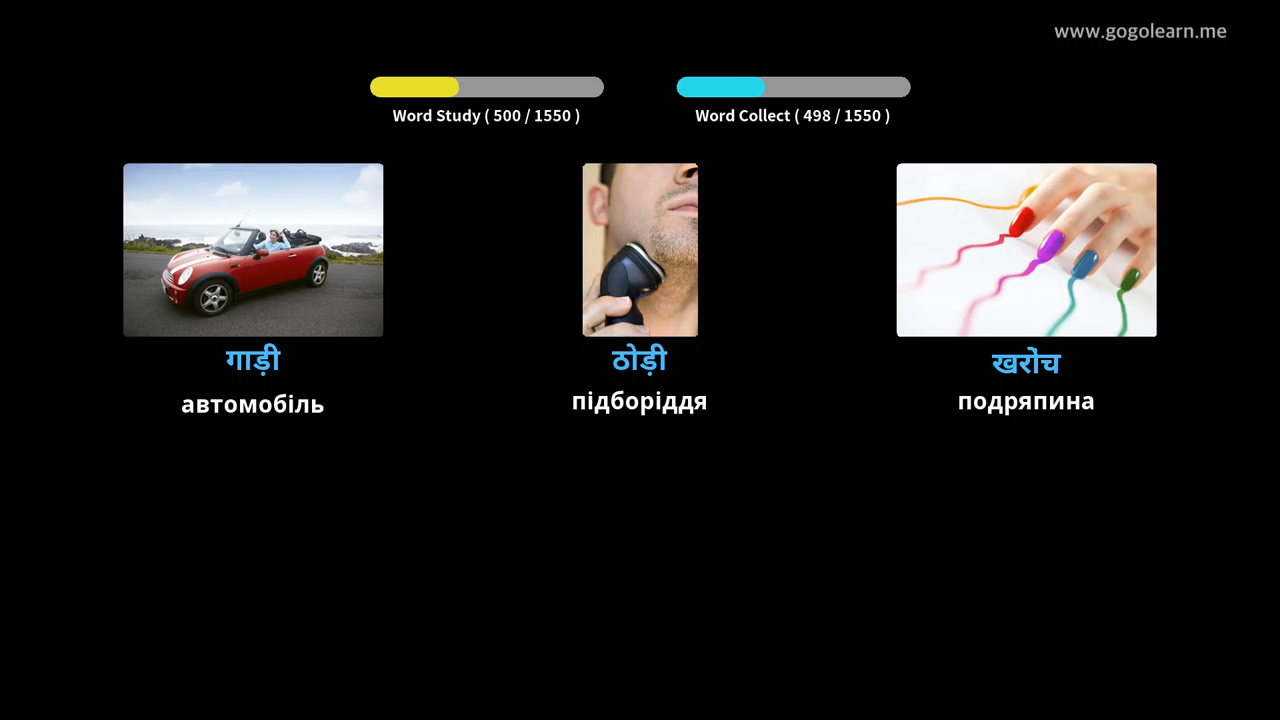 www.gogolearn.me
Word Study ( 500 / 1550 )
Word Collect ( 498 / 1550 )
गाड़ी
ठोड़ी
खरोंच
автомобіль
підборіддя
подряпина